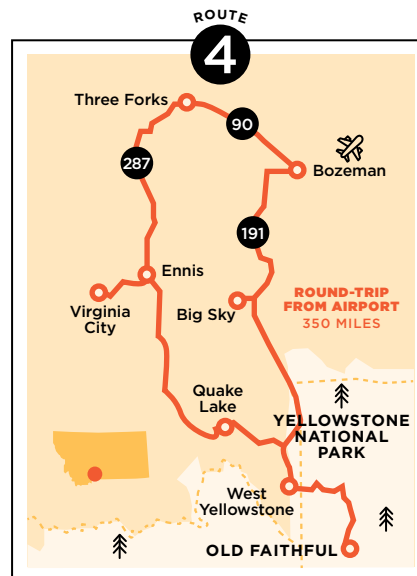 ROUTE
4
Three Forks
90
287
Bozeman
191
Ennis
Virginia
City
Big Sky
ROUND-TRIP
FROM AIRPORT
350 MILES
Quake
Lake
YELLOWSTONE
NATIONAL
PARK
West
Yellowstone
OLD FAITHFUL